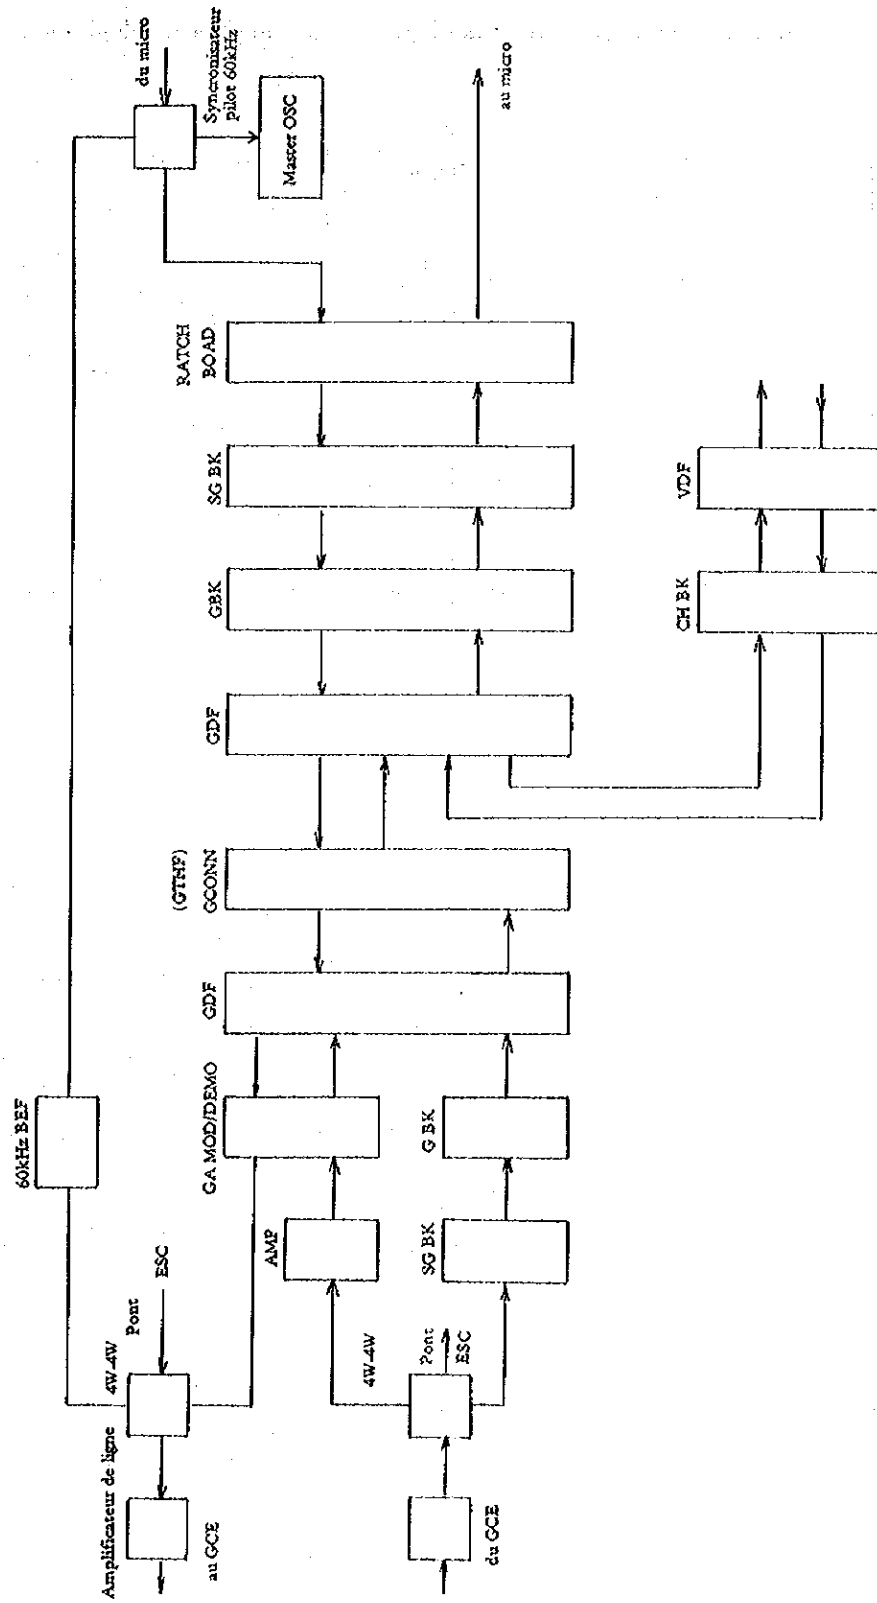 du micro
Syncronisateur
pilot 60kHz
Master OSC
au micro
RATCH
BOAD
SG BK
GBK
GDF
VDF
CH BK
(GTHF)
GCONN
GDF
60kHz BEF
GA MOD/DEMO
G BK
AMP
SG BK
Pont
ESC
4W-4W
Amplificateur de ligne
au GCE
4W-4W
Pont
ESC
du GCE